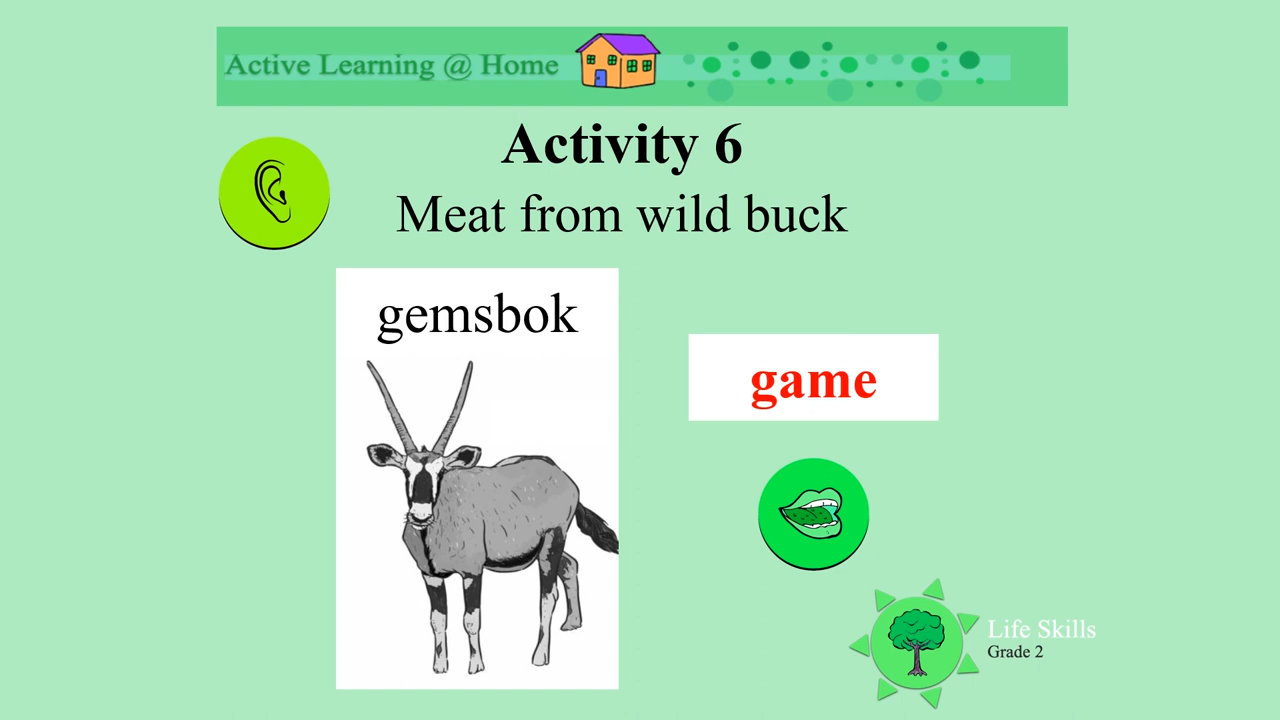 Active Learning @ Home
Activity 6
Meat from wild buck
gemsbok
game
Life Skills
Grade 2